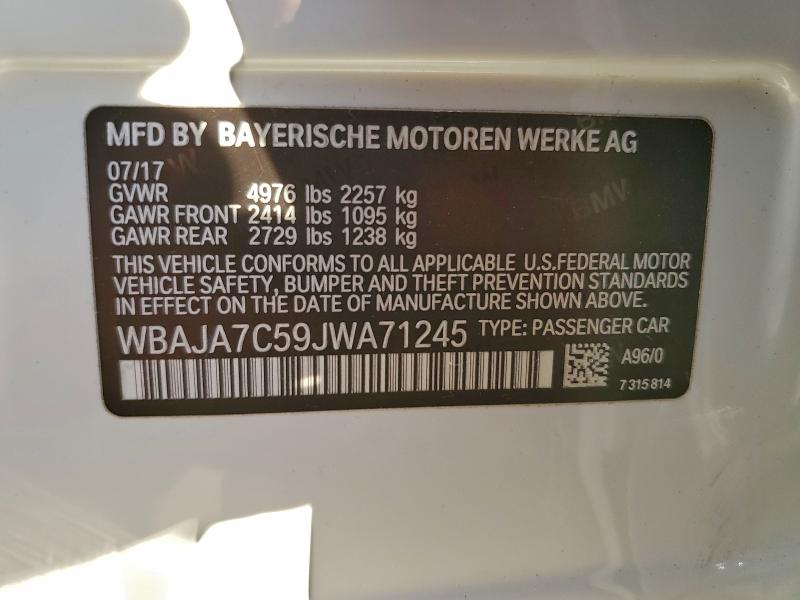 MFD BY BAYERISCHE MOTOREN WERKE AG
07/17
GVWR 4976 lbs 2257 kg
GAWR FRONT 2414 lbs 1095 kg
GAWR REAR 2729 lbs 1238 kg
THIS VEHICLE CONFORMS TO ALL APPLICABLE U.S.FEDERAL MOTOR
VEHICLE SAFETY, BUMPER AND THEFT PREVENTION STANDARDS
IN EFFECT ON THE DATE OF MANUFACTURE SHOWN ABOVE.
WBAJA7C59JWA71245 TYPE: PASSENGER CAR
A96/0
7 315 814
BMW